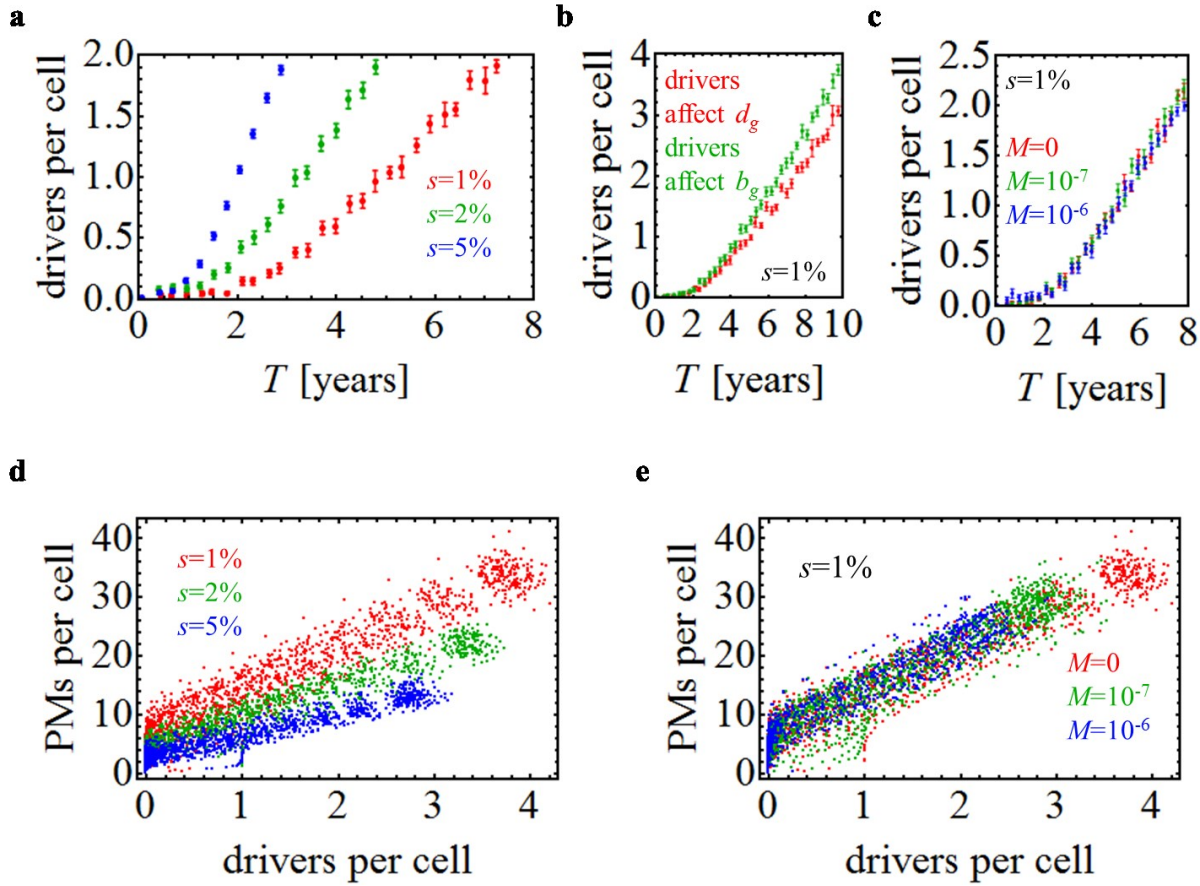 a
drivers per cell
2.0
1.5
1.0
0.5
0.0
0 2 4 6 8
T [years]
s=1%
s=2%
s=5%
b
drivers per cell
4
3
2
1
0
0 2 4 6 8 10
T [years]
drivers
affect dg
drivers
affect bg
s=1%
c
drivers per cell
2.5
2.0
1.5
1.0
0.5
0.0
0 2 4 6 8
T [years]
s=1%
M=0
M=10-7
M=10-6
d
PMs per cell
40
30
20
10
0
0 1 2 3 4
drivers per cell
s=1%
s=2%
s=5%
e
PMs per cell
40
30
20
10
0
0 1 2 3 4
drivers per cell
s=1%
M=0
M=10-7
M=10-6